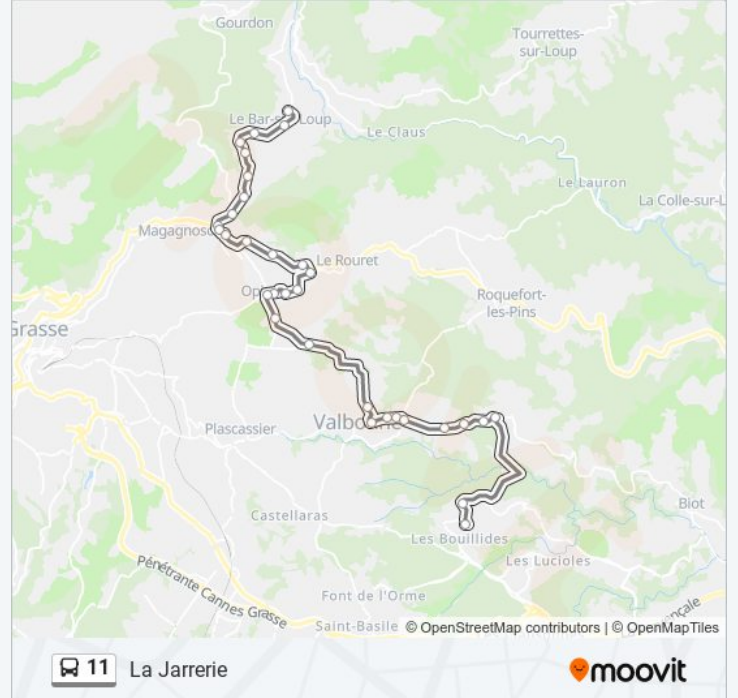 Gourdon
Tourrettes-
sur-Loup
Le Bar-s Loup
Le Claus
Le Lauron
La Colle-sur-L
Magagnosc
Le Rouret
Op
Roquefort-
les-Pins
Grasse
Valbonne
Plascassier
Castellaras
Biot
Les Bouillides
Les Lucioles
Pénétrante Cannes Grasse
Font de l'Orme
Saint-Basile
nçale
© OpenStreetMap contributors | © OpenMapTiles
11 La Jarrerie
moovit